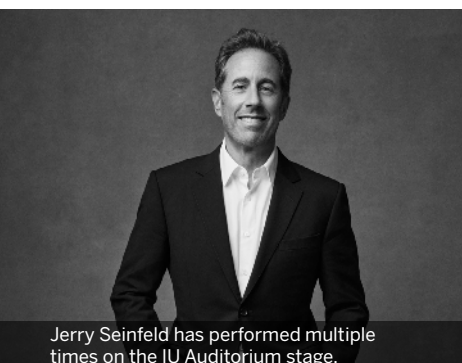 Jerry Seinfeld has performed multiple
times on the IU Auditorium stage.